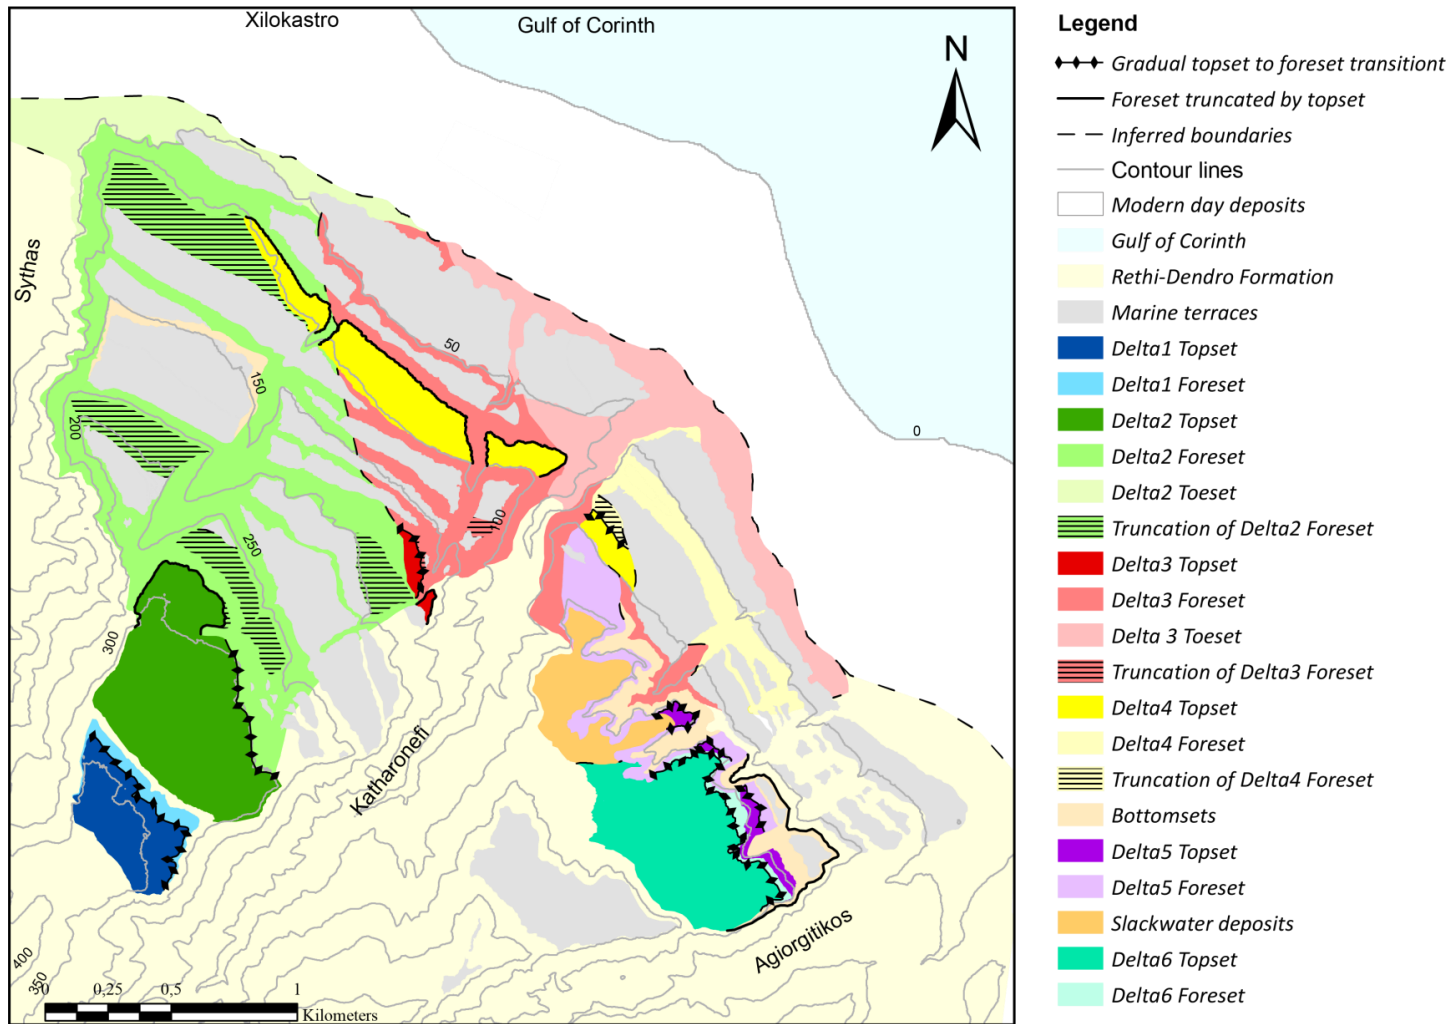 Xilokastro
Gulf of Corinth
N
Sythas
50
150
200
0
100
250
300
Katharonefi
Agiorgitikos
400
350
0 0,25 0,5 1
Kilometers
Legend
Gradual topset to foreset transitiont
Foreset truncated by topset
Inferred boundaries
Contour lines
Modern day deposits
Gulf of Corinth
Rethi-Dendro Formation
Marine terraces
Delta1 Topset
Delta1 Foreset
Delta2 Topset
Delta2 Foreset
Delta2 Toeset
Truncation of Delta2 Foreset
Delta3 Topset
Delta3 Foreset
Delta 3 Toeset
Truncation of Delta3 Foreset
Delta4 Topset
Delta4 Foreset
Truncation of Delta4 Foreset
Bottomsets
Delta5 Topset
Delta5 Foreset
Slackwater deposits
Delta6 Topset
Delta6 Foreset